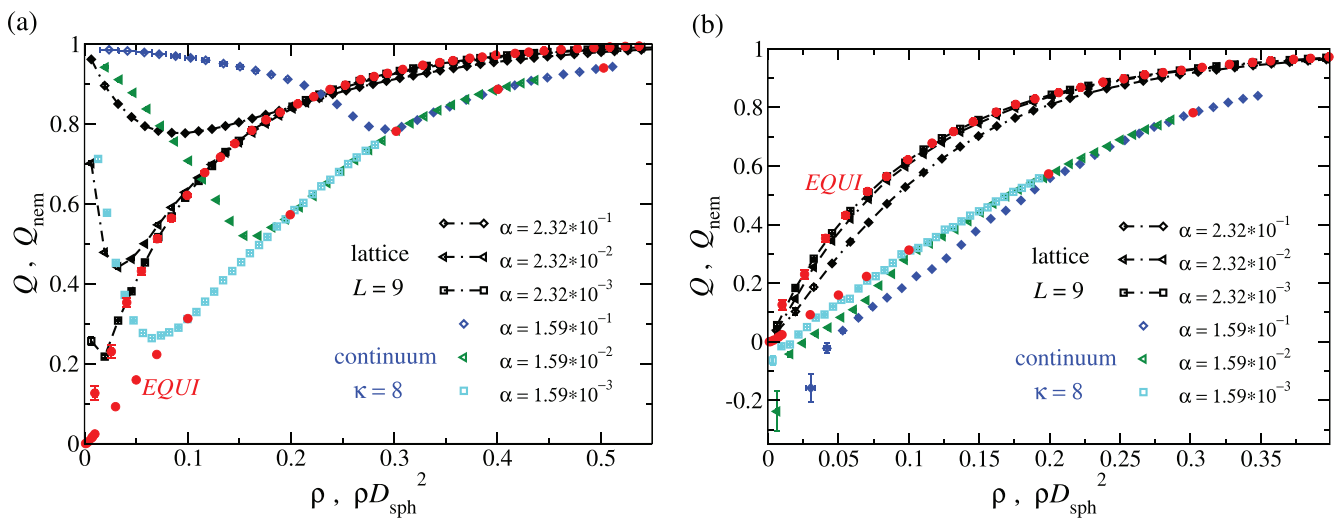 (a)
Q , Q_nem
1
0.8
0.6
0.4
0.2
0
0
0.1
0.2
0.3
0.4
0.5
ρ , ρD_sph^2
EQUI
lattice
L = 9
continuum
κ = 8
α = 2.32*10^-1
α = 2.32*10^-2
α = 2.32*10^-3
α = 1.59*10^-1
α = 1.59*10^-2
α = 1.59*10^-3
(b)
Q , Q_nem
1
0.8
0.6
0.4
0.2
0
-0.2
0
0.05
0.1
0.15
0.2
0.25
0.3
0.35
ρ , ρD_sph^2
EQUI
lattice
L = 9
continuum
κ = 8
α = 2.32*10^-1
α = 2.32*10^-2
α = 2.32*10^-3
α = 1.59*10^-1
α = 1.59*10^-2
α = 1.59*10^-3